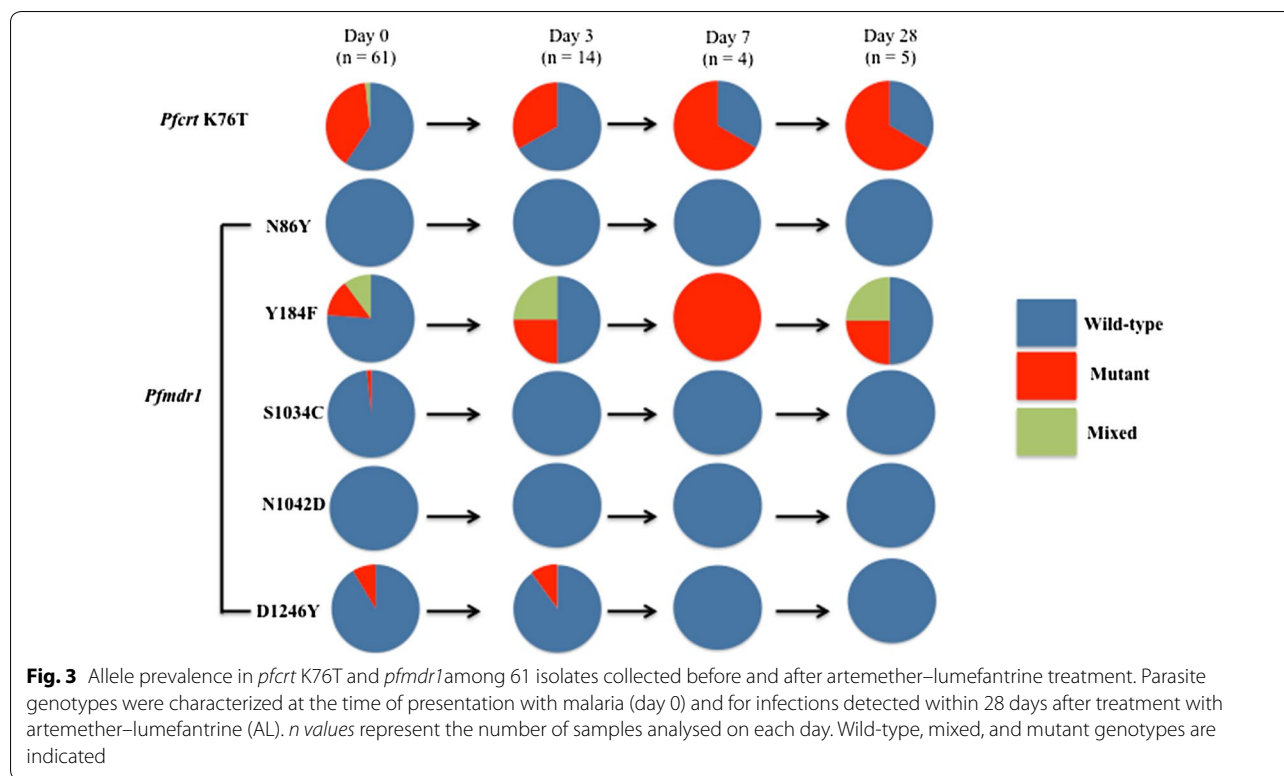 Day 0 Day 3 Day 7 Day 28
(n = 61) (n = 14) (n = 4) (n = 5)
Pfcrt K76T
N86Y
Y184F
Pfmdr1
S1034C
N1042D
D1246Y
Wild-type
Mutant
Mixed
Fig. 3 Allele prevalence in pfcrt K76T and pfmdr1among 61 isolates collected before and after artemether–lumefantrine treatment. Parasite
genotypes were characterized at the time of presentation with malaria (day 0) and for infections detected within 28 days after treatment with
artemether–lumefantrine (AL). n values represent the number of samples analysed on each day. Wild-type, mixed, and mutant genotypes are
indicated